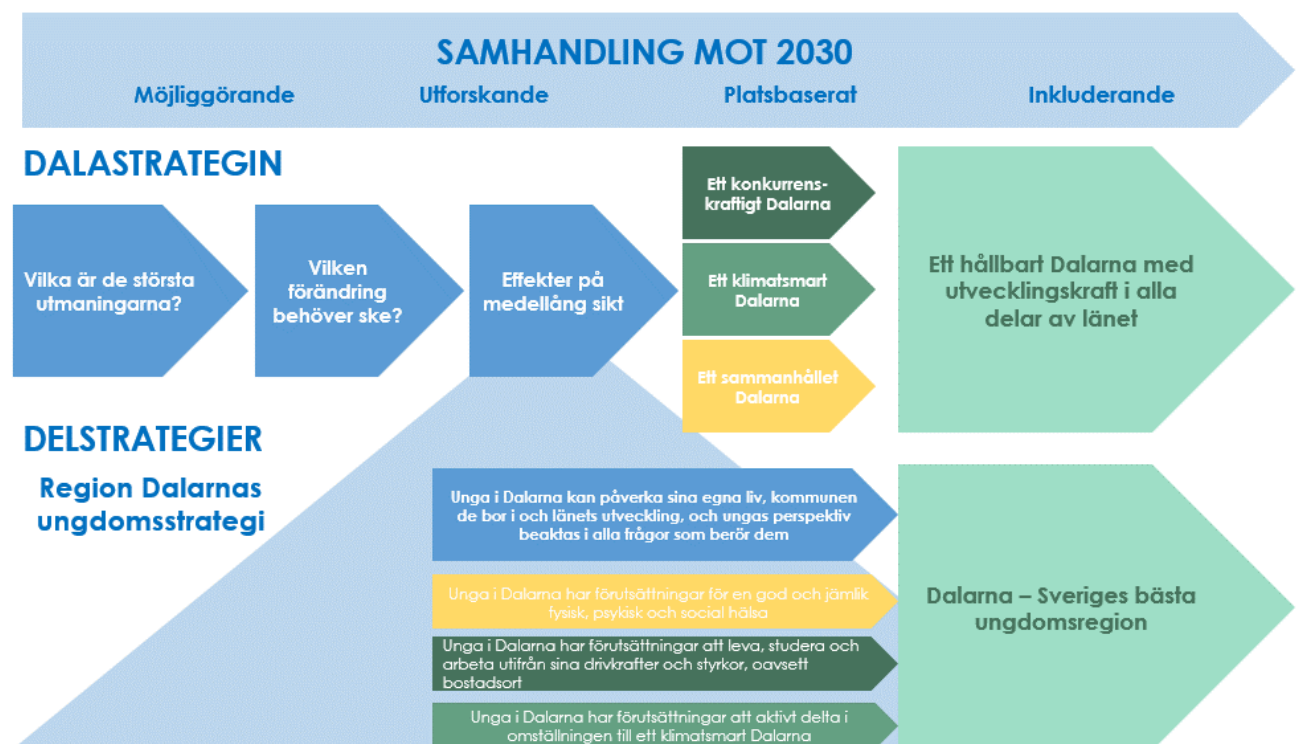 SAMHANDLING MOT 2030
Möjliggörande Utforskande Platsbaserat Inkluderande
DALASTRATEGIN
Vilka är de största
utmaningarna?
Vilken
förändring
behöver ske?
Effekter på
medellång sikt
Ett konkurrens-
kraftigt Dalarna
Ett klimatsmart
Dalarna
Ett sammanhållet
Dalarna
Ett hållbart Dalarna med
utvecklingskraft i alla
delar av länet
DELSTRATEGIER
Region Dalarnas
ungdomsstrategi
Unga i Dalarna kan påverka sina egna liv, kommunen
de bor i och länets utveckling, och ungas perspektiv
beaktas i alla frågor som berör dem
Unga i Dalarna har förutsättningar för en god och jämlik
fysisk, psykisk och social hälsa
Unga i Dalarna har förutsättningar att leva, studera och
arbeta utifrån sina drivkrafter och styrkor, oavsett
bostadsort
Unga i Dalarna har förutsättningar att aktivt delta i
omställningen till ett klimatsmart Dalarna
Dalarna – Sveriges bästa
ungdomsregion